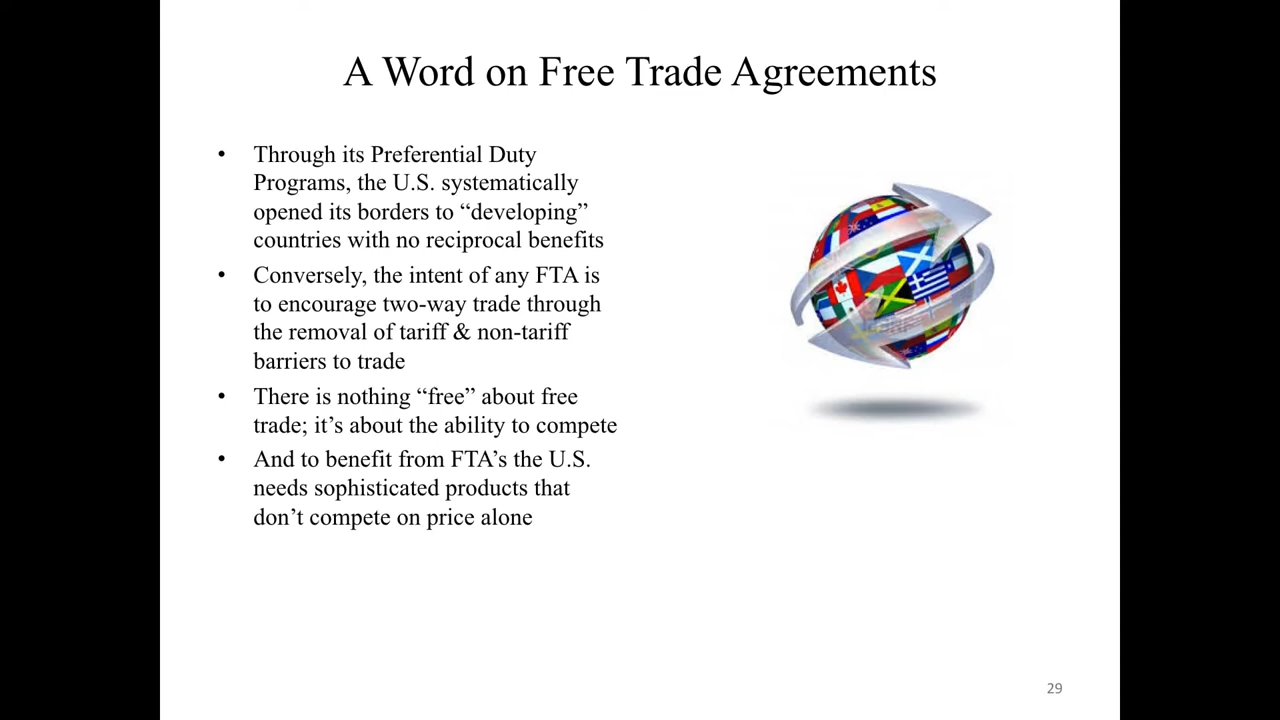 A Word on Free Trade Agreements
• Through its Preferential Duty
Programs, the U.S. systematically
opened its borders to “developing”
countries with no reciprocal benefits
• Conversely, the intent of any FTA is
to encourage two-way trade through
the removal of tariff & non-tariff
barriers to trade
• There is nothing “free” about free
trade; it’s about the ability to compete
• And to benefit from FTA’s the U.S.
needs sophisticated products that
don’t compete on price alone
29